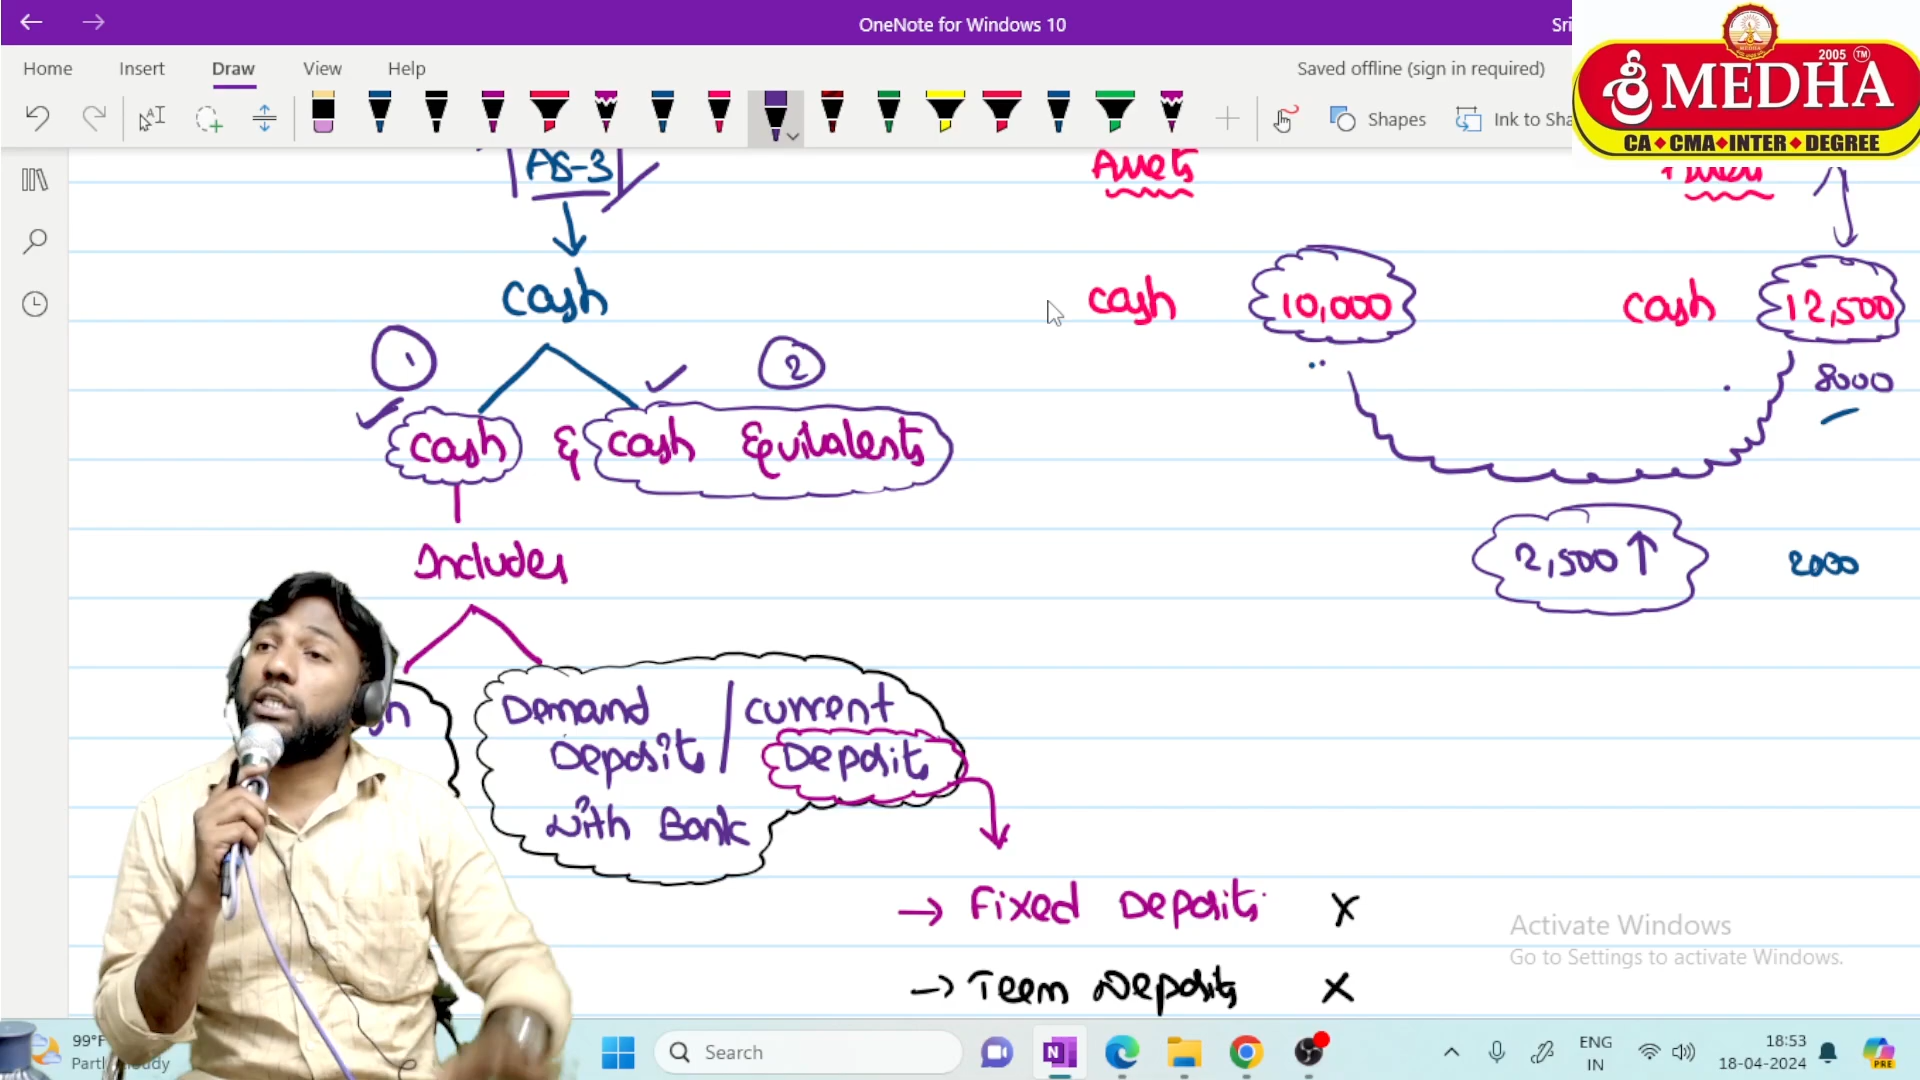 OneNote for Windows 10
Home Insert Draw View Help
Saved offline (sign in required)
Shapes
2005 TM
MEDHA
CA CMA INTER DEGREE
AS-3
Assets
Cash
cash 10,000
cash 12,500
1
2
8000
cash & cash Equivalents
2,500 ↑
2000
Includes
Demand / current
Deposit Deposit
with Bank
→ Fixed Deposits X
→ Term Deposits X
Activate Windows
Go to Settings to activate Windows.
99°F
Search
ENG
IN
18:53
18-04-2024
PRE